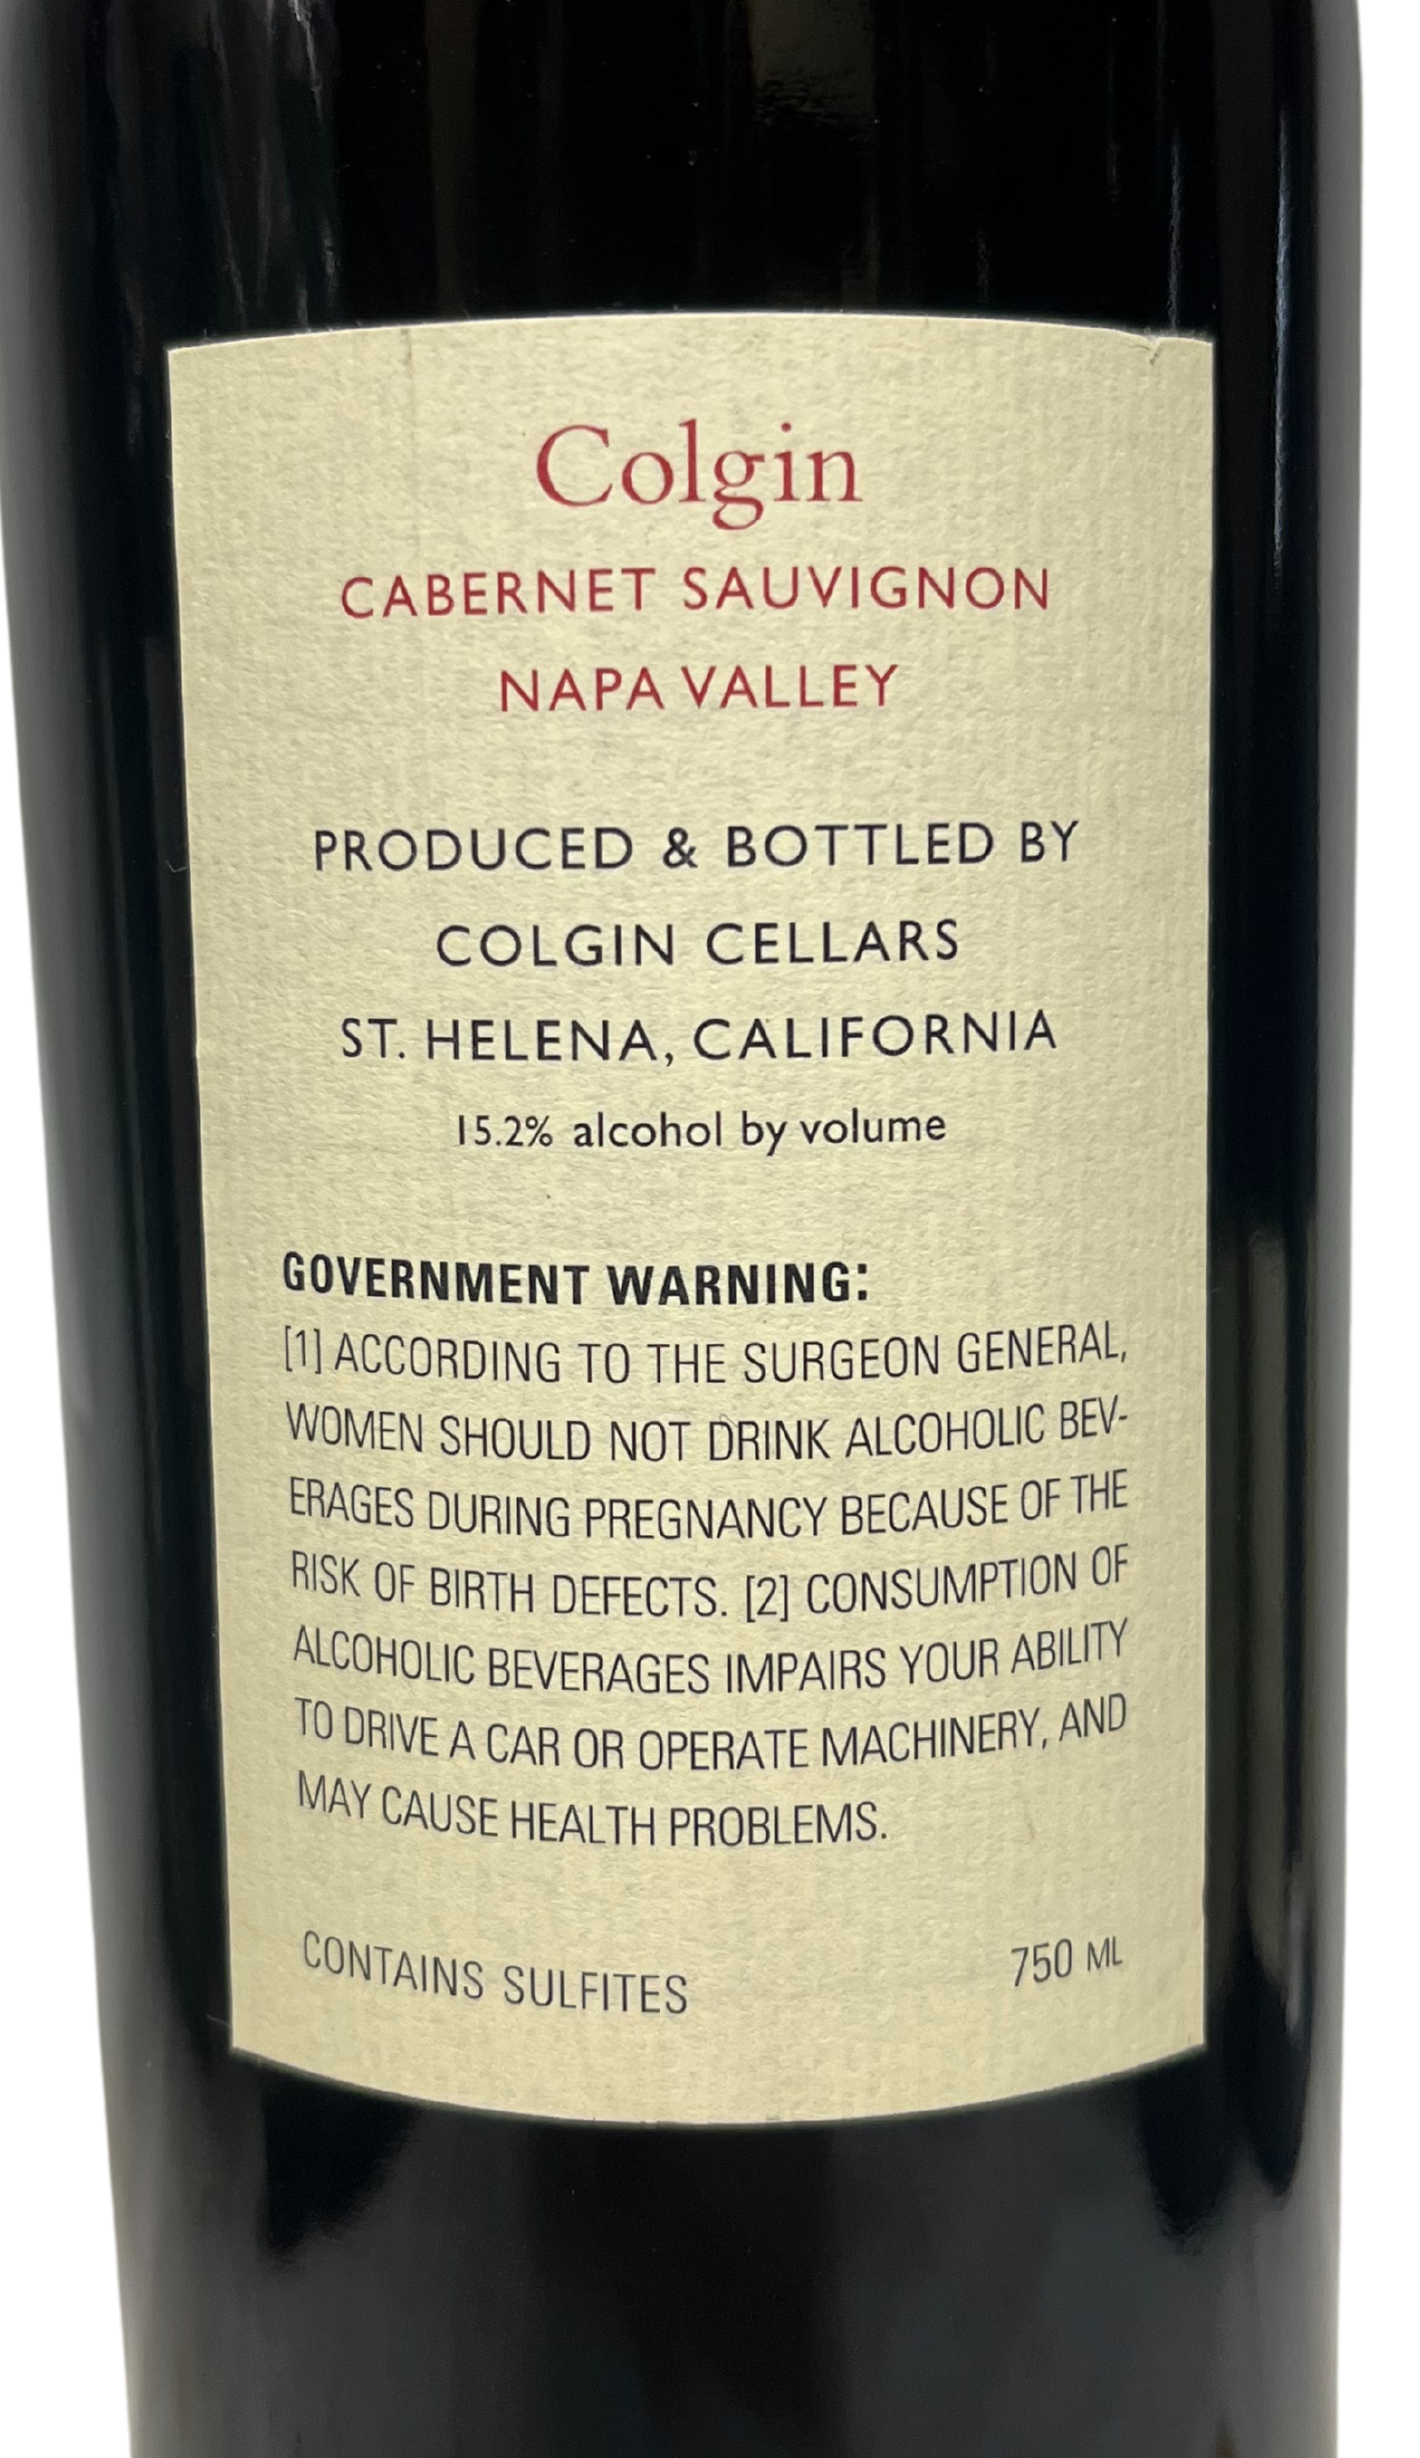 Colgin
CABERNET SAUVIGNON
NAPA VALLEY
PRODUCED & BOTTLED BY
COLGIN CELLARS
ST. HELENA, CALIFORNIA
15.2% alcohol by volume
GOVERNMENT WARNING:
[1] ACCORDING TO THE SURGEON GENERAL,
WOMEN SHOULD NOT DRINK ALCOHOLIC BEV-
ERAGES DURING PREGNANCY BECAUSE OF THE
RISK OF BIRTH DEFECTS. [2] CONSUMPTION OF
ALCOHOLIC BEVERAGES IMPAIRS YOUR ABILITY
TO DRIVE A CAR OR OPERATE MACHINERY, AND
MAY CAUSE HEALTH PROBLEMS.
CONTAINS SULFITES 750 ML